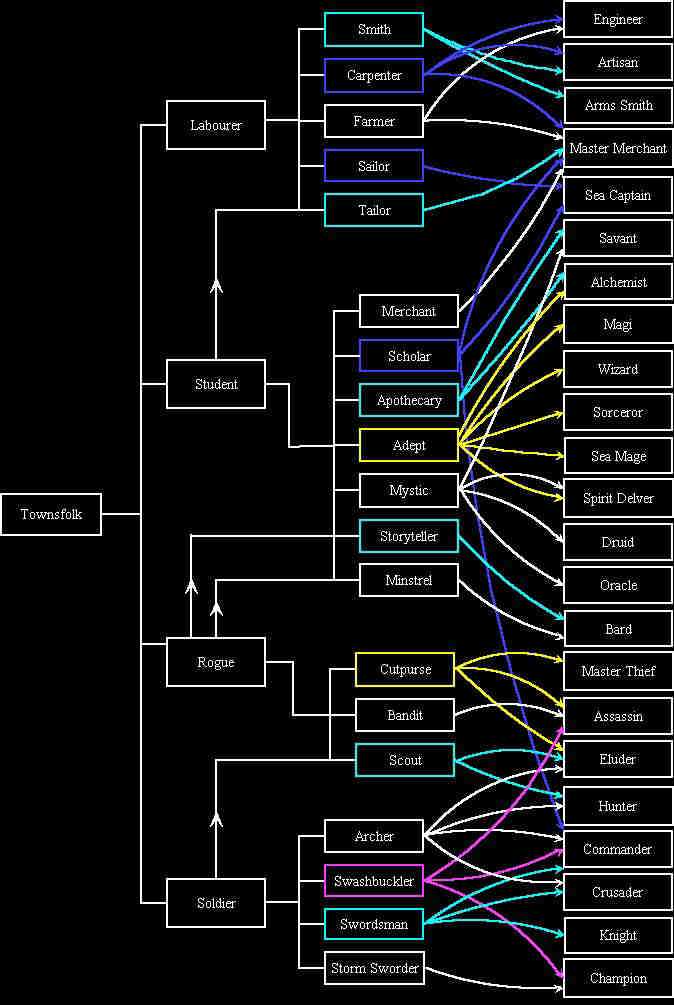 Townsfolk
Labourer
Student
Rogue
Soldier
Smith
Carpenter
Farmer
Sailor
Tailor
Merchant
Scholar
Apothecary
Adept
Mystic
Storyteller
Minstrel
Cutpurse
Bandit
Scout
Archer
Swashbuckler
Swordsman
Storm Sworder
Engineer
Artisan
Arms Smith
Master Merchant
Sea Captain
Savant
Alchemist
Magi
Wizard
Sorceror
Sea Mage
Spirit Delver
Druid
Oracle
Bard
Master Thief
Assassin
Eluder
Hunter
Commander
Crusader
Knight
Champion